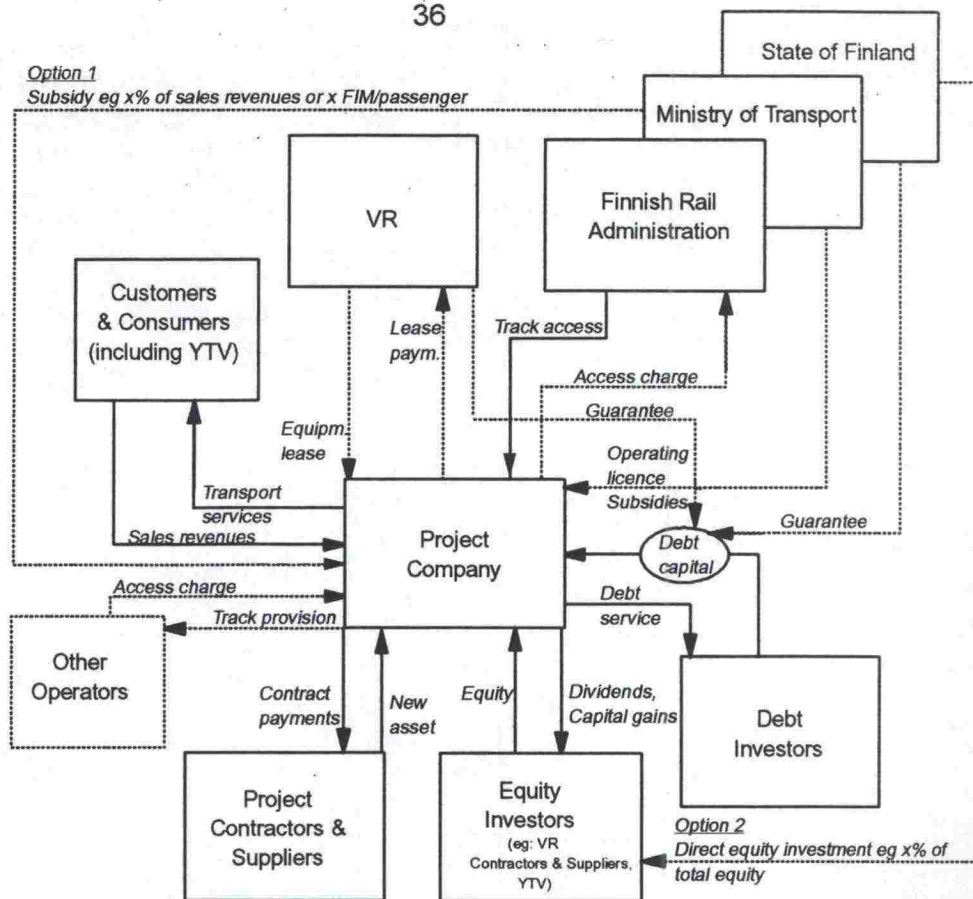 36
State of Finland
Option 1
Subsidy eg x% of sales revenues or x FIM/passenger
Ministry of Transport
VR
Finnish Rail
Administration
Customers
& Consumers
(including YTV)
Lease
paym.
Track access
Access charge
Guarantee
Equipm.
lease
Operating
licence
Subsidies
Transport
services
Sales revenues
Guarantee
Project
Company
Debt
capital
Access charge
Debt
service
Track provision
Other
Operators
Contract
payments
New
asset
Equity
Dividends,
Capital gains
Debt
Investors
Project
Contractors &
Suppliers
Equity
Investors
(eg: VR
Contractors & Suppliers,
YTV)
Option 2
Direct equity investment eg x% of
total equity